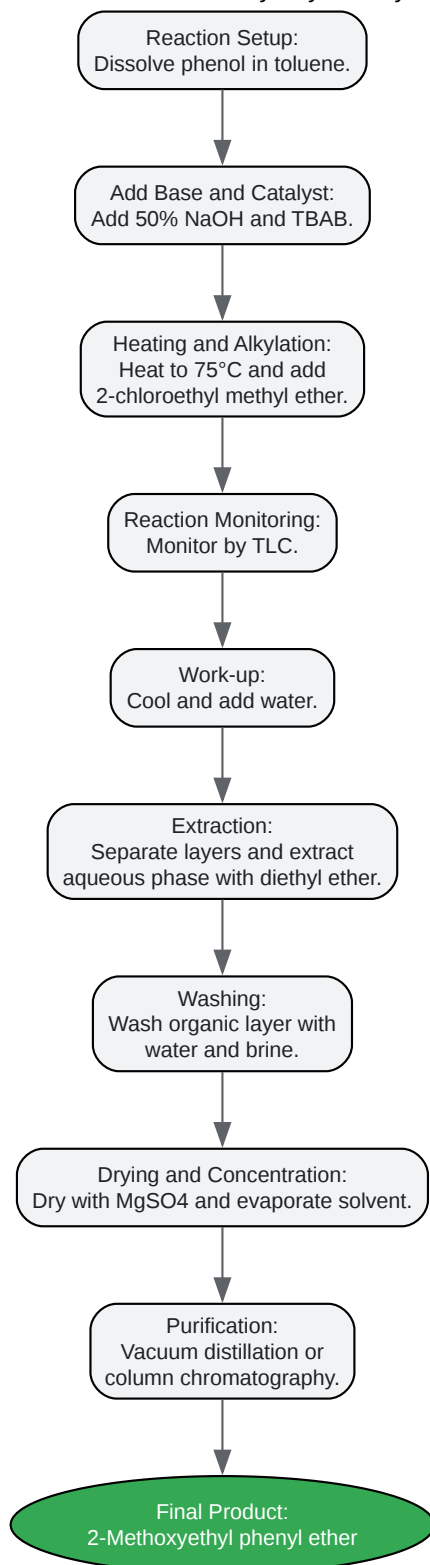 Reaction Setup:
Dissolve phenol in toluene.
Add Base and Catalyst:
Add 50% NaOH and TBAB.
Heating and Alkylation:
Heat to 75°C and add
2-chloroethyl methyl ether.
Reaction Monitoring:
Monitor by TLC.
Work-up:
Cool and add water.
Extraction:
Separate layers and extract
aqueous phase with diethyl ether.
Washing:
Wash organic layer with
water and brine.
Drying and Concentration:
Dry with MgSO4 and evaporate solvent.
Purification:
Vacuum distillation or
column chromatography.
Final Product:
2-Methoxyethyl phenyl ether